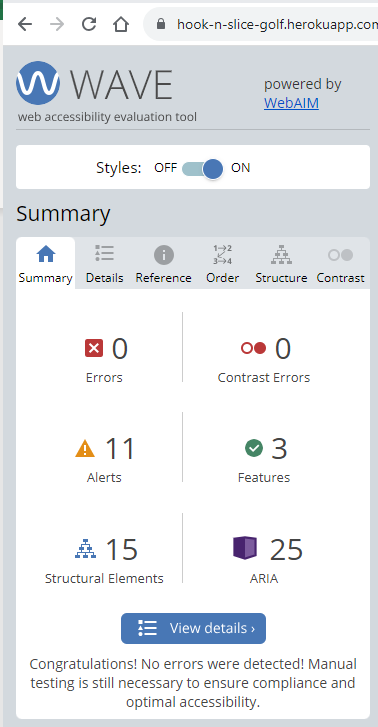 hook-n-slice-golf.herokuapp.com
WAVE
web accessibility evaluation tool
powered by
WebAIM
Styles: OFF ON
Summary
Summary Details Reference Order Structure Contrast
0 0
Errors Contrast Errors
11 3
Alerts Features
15 25
Structural Elements ARIA
View details ›
Congratulations! No errors were detected! Manual
testing is still necessary to ensure compliance and
optimal accessibility.